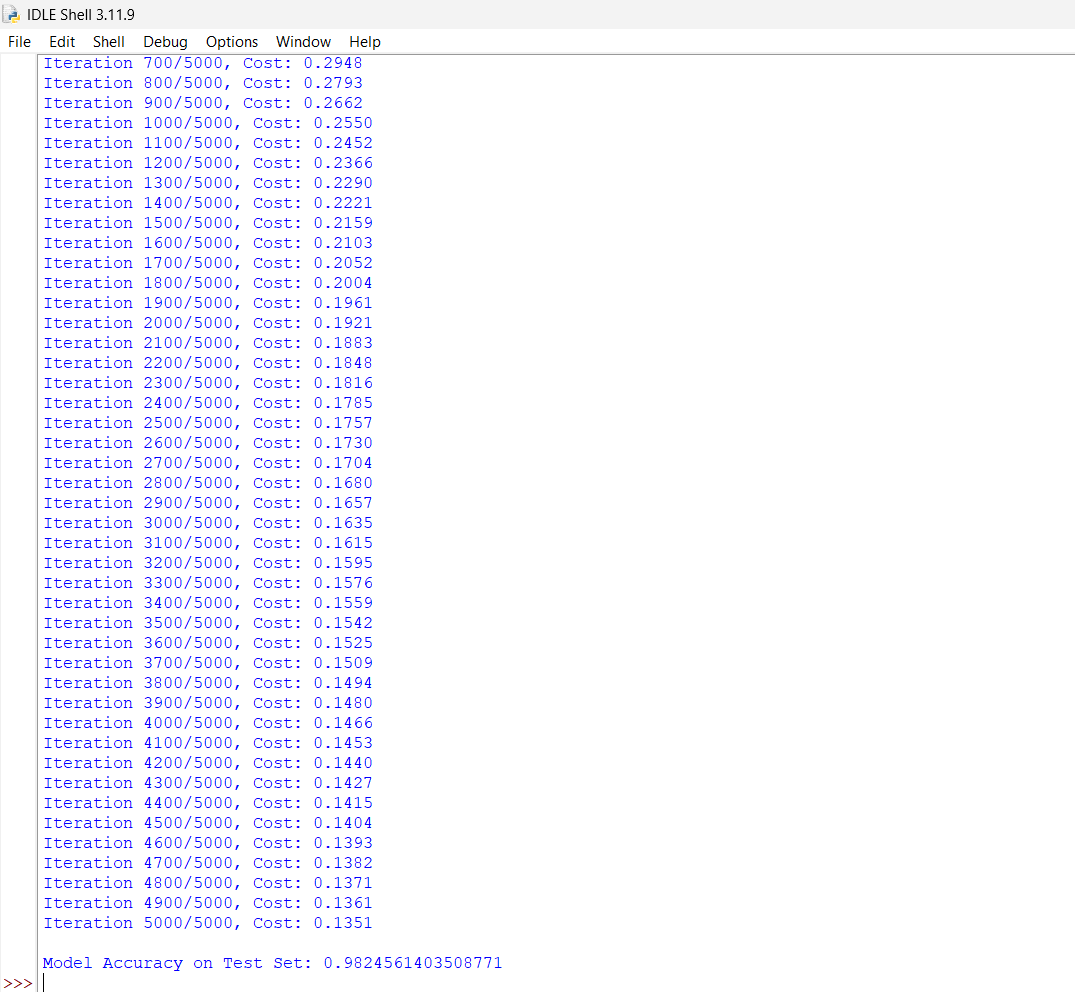 IDLE Shell 3.11.9
File Edit Shell Debug Options Window Help
Iteration 700/5000, Cost: 0.2948
Iteration 800/5000, Cost: 0.2793
Iteration 900/5000, Cost: 0.2662
Iteration 1000/5000, Cost: 0.2550
Iteration 1100/5000, Cost: 0.2452
Iteration 1200/5000, Cost: 0.2366
Iteration 1300/5000, Cost: 0.2290
Iteration 1400/5000, Cost: 0.2221
Iteration 1500/5000, Cost: 0.2159
Iteration 1600/5000, Cost: 0.2103
Iteration 1700/5000, Cost: 0.2052
Iteration 1800/5000, Cost: 0.2004
Iteration 1900/5000, Cost: 0.1961
Iteration 2000/5000, Cost: 0.1921
Iteration 2100/5000, Cost: 0.1883
Iteration 2200/5000, Cost: 0.1848
Iteration 2300/5000, Cost: 0.1816
Iteration 2400/5000, Cost: 0.1785
Iteration 2500/5000, Cost: 0.1757
Iteration 2600/5000, Cost: 0.1730
Iteration 2700/5000, Cost: 0.1704
Iteration 2800/5000, Cost: 0.1680
Iteration 2900/5000, Cost: 0.1657
Iteration 3000/5000, Cost: 0.1635
Iteration 3100/5000, Cost: 0.1615
Iteration 3200/5000, Cost: 0.1595
Iteration 3300/5000, Cost: 0.1576
Iteration 3400/5000, Cost: 0.1559
Iteration 3500/5000, Cost: 0.1542
Iteration 3600/5000, Cost: 0.1525
Iteration 3700/5000, Cost: 0.1509
Iteration 3800/5000, Cost: 0.1494
Iteration 3900/5000, Cost: 0.1480
Iteration 4000/5000, Cost: 0.1466
Iteration 4100/5000, Cost: 0.1453
Iteration 4200/5000, Cost: 0.1440
Iteration 4300/5000, Cost: 0.1427
Iteration 4400/5000, Cost: 0.1415
Iteration 4500/5000, Cost: 0.1404
Iteration 4600/5000, Cost: 0.1393
Iteration 4700/5000, Cost: 0.1382
Iteration 4800/5000, Cost: 0.1371
Iteration 4900/5000, Cost: 0.1361
Iteration 5000/5000, Cost: 0.1351
Model Accuracy on Test Set: 0.9824561403508771
>>>